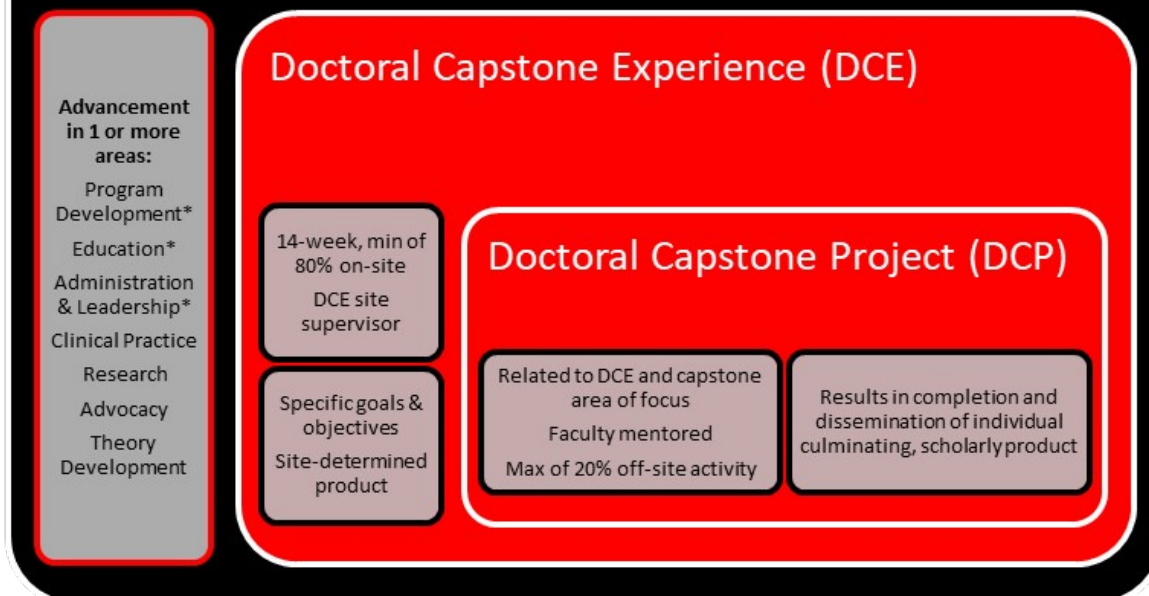 Advancement
in 1 or more
areas:
Program
Development*
Education*
Administration
& Leadership*
Clinical Practice
Research
Advocacy
Theory
Development
Doctoral Capstone Experience (DCE)
14-week, min of
80% on-site
DCE site
supervisor
Specific goals &
objectives
Site-determined
product
Doctoral Capstone Project (DCP)
Related to DCE and capstone
area of focus
Faculty mentored
Max of 20% off-site activity
Results in completion and
dissemination of individual
culminating, scholarly product